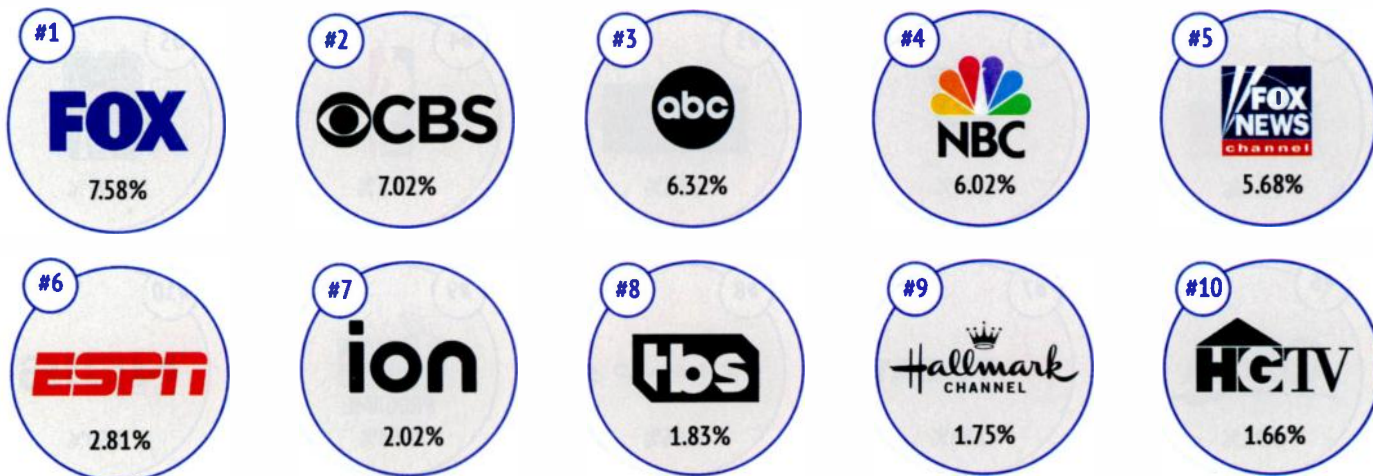 #1
FOX
7.58%
#2
CBS
7.02%
#3
abc
6.32%
#4
NBC
6.02%
#5
FOX
NEWS
channel
5.68%
#6
ESPN
2.81%
#7
ion
2.02%
#8
tbs
1.83%
#9
Hallmark
CHANNEL
1.75%
#10
HGTV
1.66%